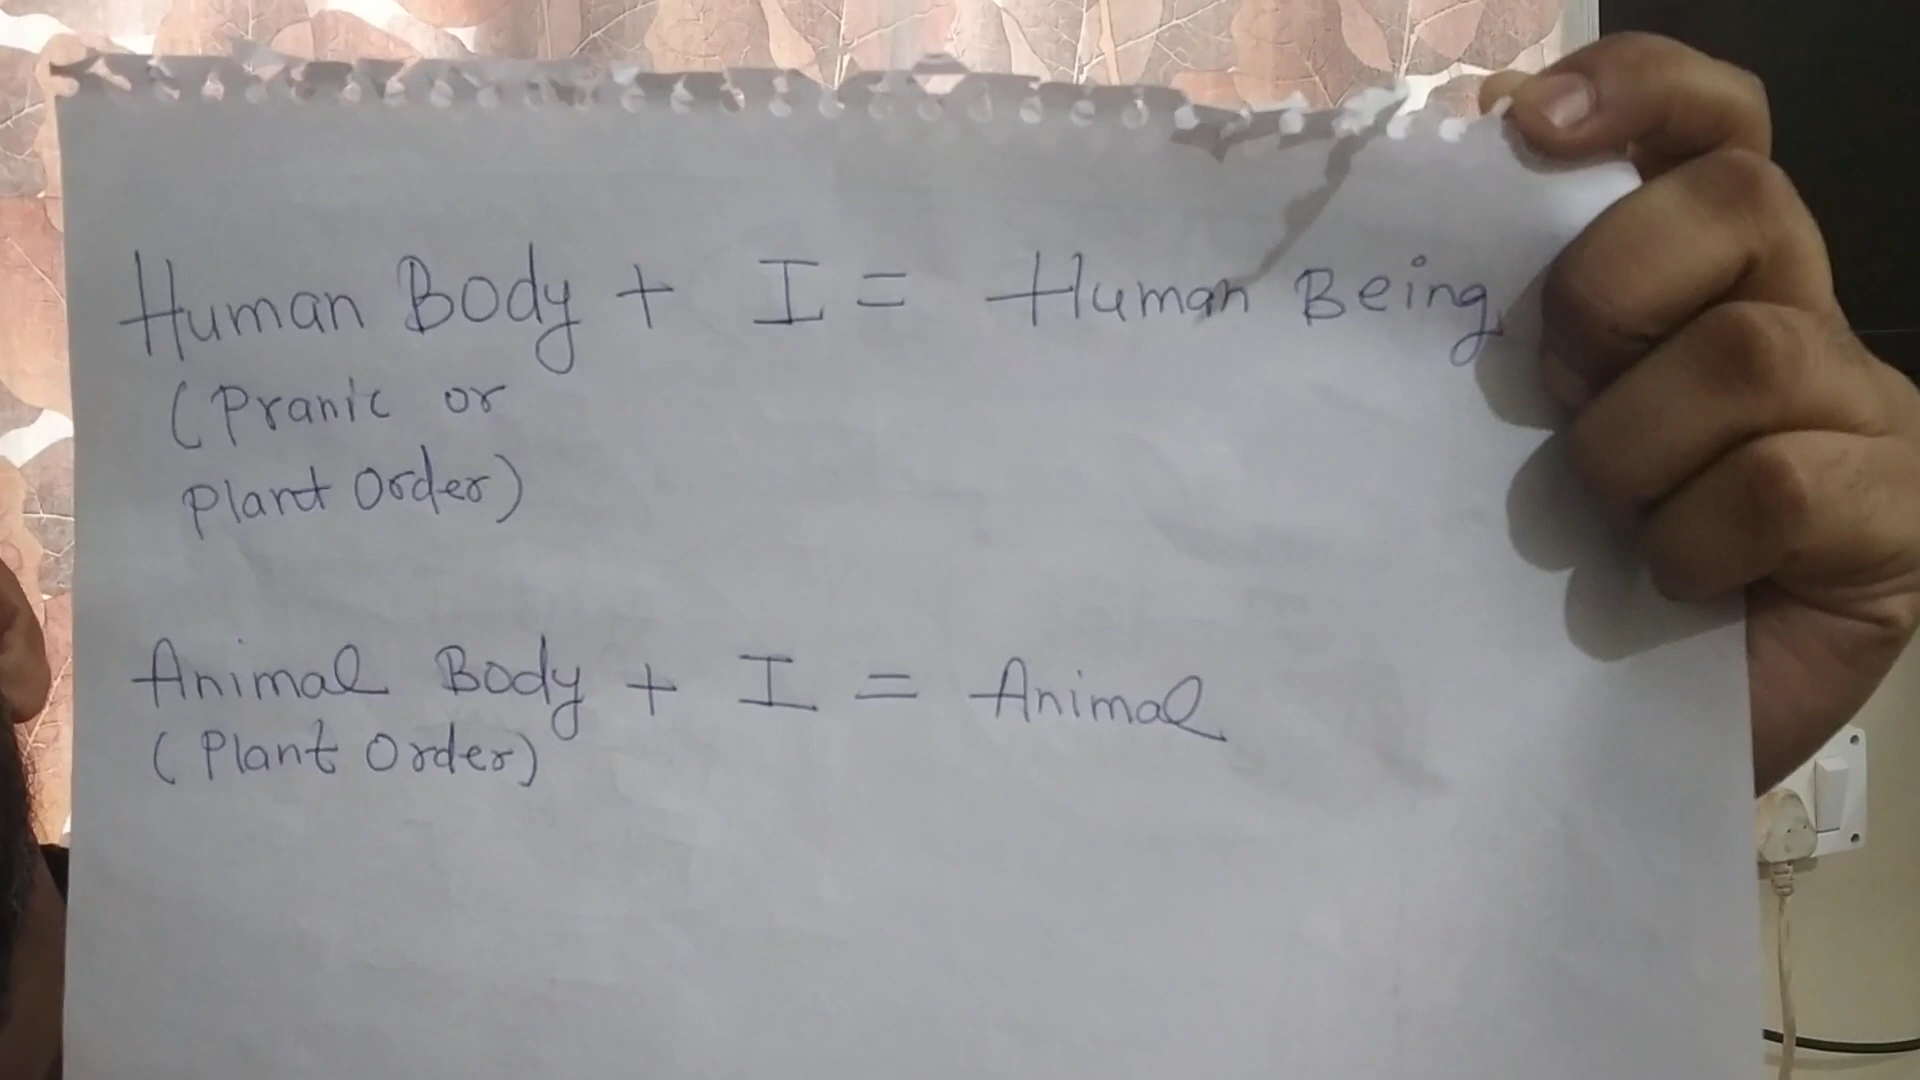 Human Body + I = Human Being
(Pranic or
Plant Order)
Animal Body + I = Animal
(Plant Order)